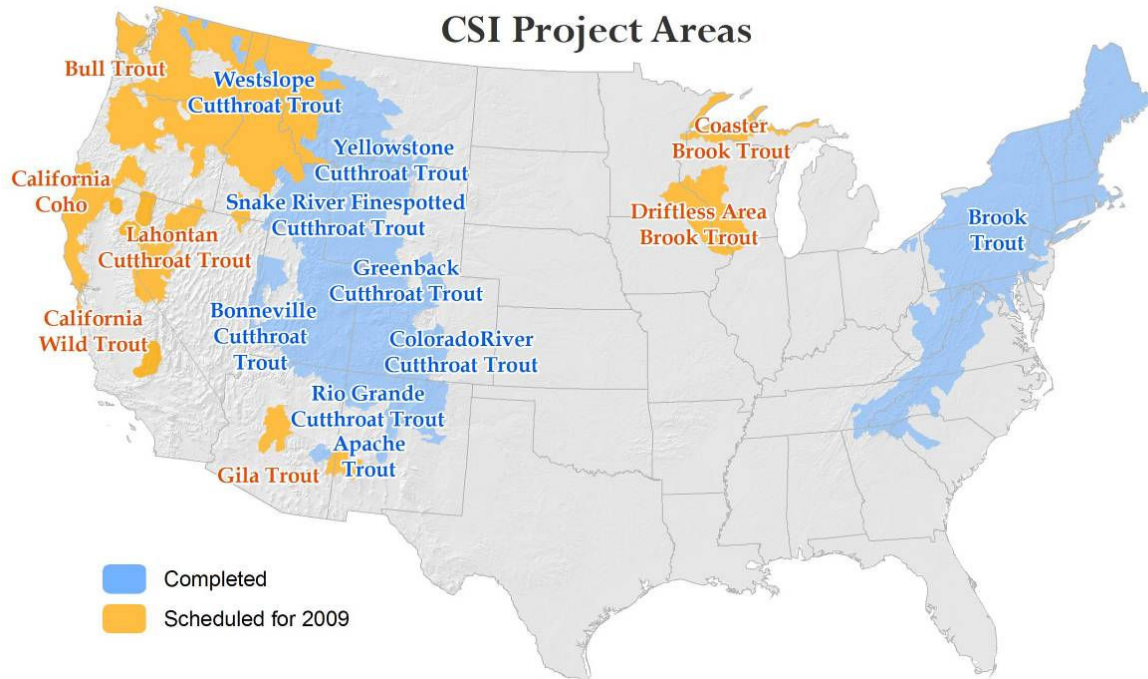 CSI Project Areas
Bull Trout
Westslope
Cutthroat Trout
Coaster
Brook Trout
Yellowstone
Cutthroat Trout
California
Coho
Snake River Finespotted
Cutthroat Trout
Driftless Area
Brook Trout
Brook
Trout
Lahontan
Cutthroat Trout
Greenback
Cutthroat Trout
Bonneville
Cutthroat
Trout
California
Wild Trout
ColoradoRiver
Cutthroat Trout
Rio Grande
Cutthroat Trout
Apache
Trout
Gila Trout
Completed
Scheduled for 2009